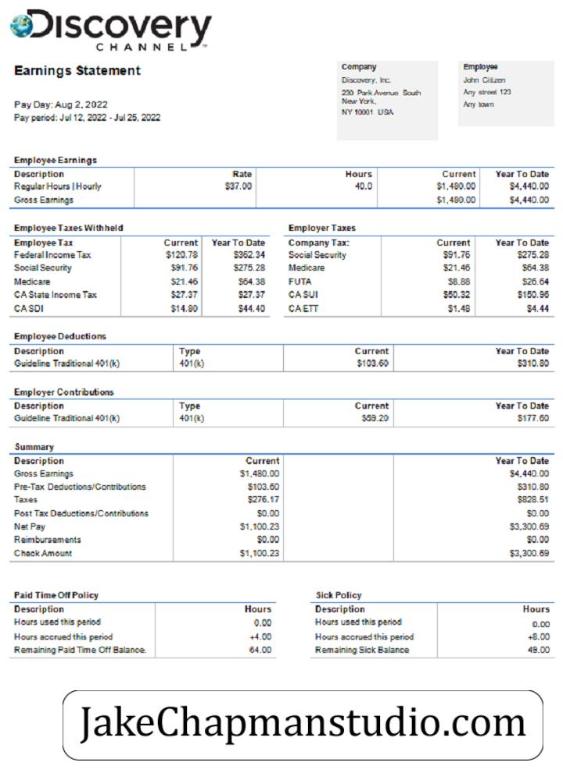 Discovery
CHANNEL™
Earnings Statement
Pay Day: Aug 2, 2022
Pay period: Jul 12, 2022 - Jul 25, 2022
Company
Discovery, Inc.
230 Park Avenue South
New York,
NY 10001 USA
Employee
John Citizen
Any street 123
Any town
Employee Earnings
Description Rate Hours Current Year To Date
Regular Hours | Hourly $37.00 40.0 $1,480.00 $4,440.00
Gross Earnings $1,480.00 $4,440.00
Employee Taxes Withheld
Employee Tax Current Year To Date
Federal Income Tax $120.78 $362.34
Social Security $91.76 $275.28
Medicare $21.46 $64.38
CA State Income Tax $27.37 $27.37
CA SDI $14.80 $44.40
Employer Taxes
Company Tax: Current Year To Date
Social Security $91.76 $275.28
Medicare $21.46 $64.38
FUTA $8.88 $26.64
CA SUI $50.32 $150.96
CA ETT $1.48 $4.44
Employee Deductions
Description Type Current Year To Date
Guideline Traditional 401(k) 401(k) $103.60 $310.80
Employer Contributions
Description Type Current Year To Date
Guideline Traditional 401(k) 401(k) $59.20 $177.60
Summary
Description Current Year To Date
Gross Earnings $1,480.00 $4,440.00
Pre-Tax Deductions/Contributions $103.60 $310.80
Taxes $276.17 $828.51
Post Tax Deductions/Contributions $0.00 $0.00
Net Pay $1,100.23 $3,300.69
Reimbursements $0.00 $0.00
Check Amount $1,100.23 $3,300.69
Paid Time Off Policy
Description Hours
Hours used this period 0.00
Hours accrued this period +4.00
Remaining Paid Time Off Balance. 64.00
Sick Policy
Description Hours
Hours used this period 0.00
Hours accrued this period +8.00
Remaining Sick Balance 48.00
JakeChapmanstudio.com